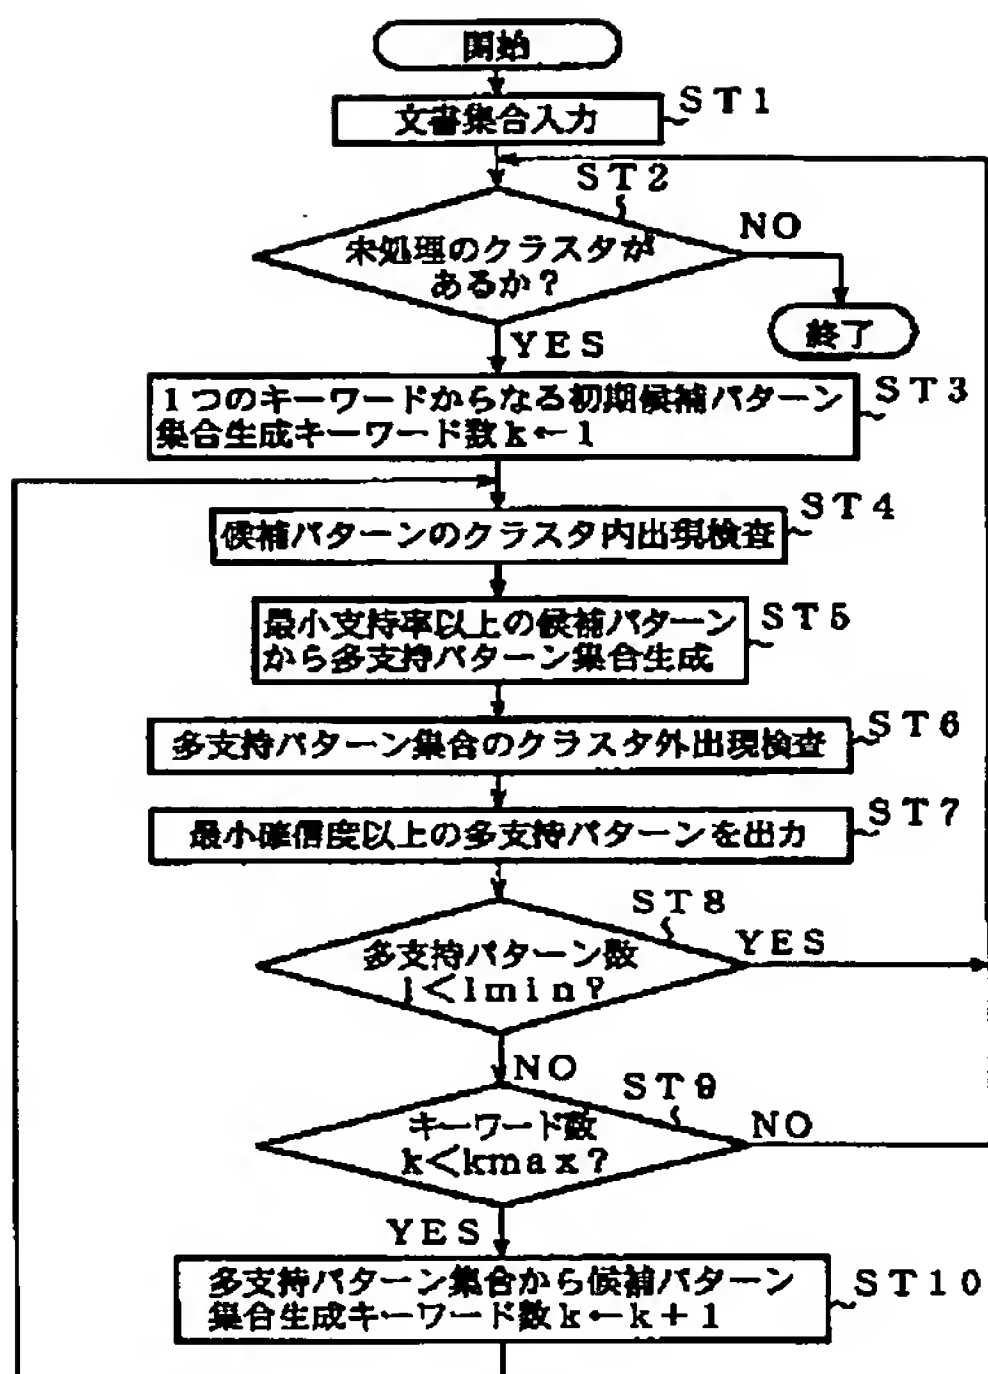 開始
ST1
文書集合入力
ST2
未処理のクラスタが
あるか?
NO
終了
YES
ST3
1つのキーワードからなる初期候補パターン
集合生成キーワード数k←1
ST4
候補パターンのクラスタ内出現検査
ST5
最小支持率以上の候補パターン
から多支持パターン集合生成
ST6
多支持パターン集合のクラスタ外出現検査
ST7
最小確信度以上の多支持パターンを出力
ST8
多支持パターン数
l<lmin?
YES
NO
ST9
キーワード数
k<kmax?
NO
YES
ST10
多支持パターン集合から候補パターン
集合生成キーワード数k←k+1